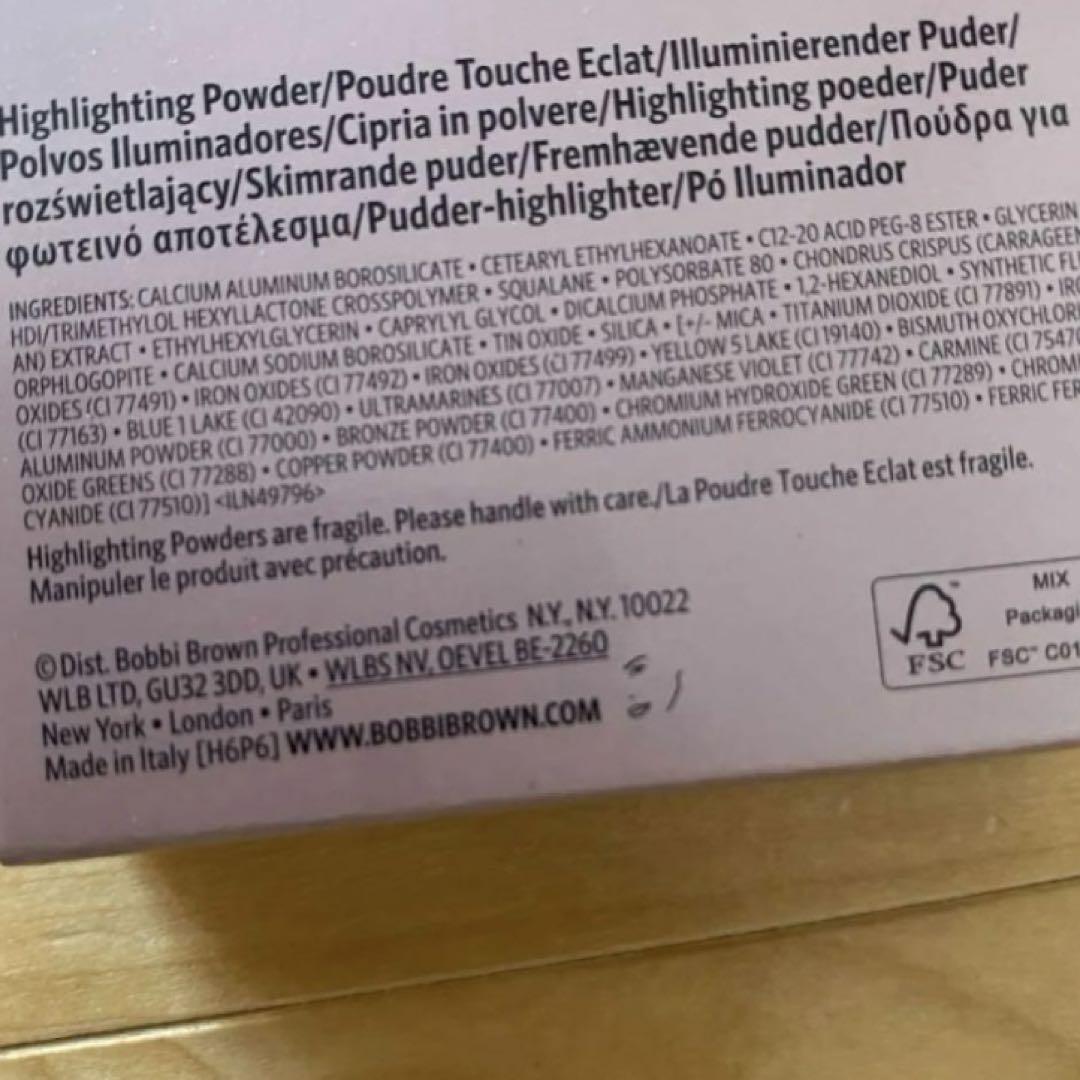 Highlighting Powder/Poudre Touche Eclat/Illuminierender Puder/
Polvos Iluminadores/Cipria in polvere/Highlighting poeder/Puder
rozświetlający/Skimrande puder/Fremhævende pudder/Πούδρα για
φωτεινό αποτέλεσμα/Pudder-highlighter/Pó Iluminador
INGREDIENTS: CALCIUM ALUMINUM BOROSILICATE • CETEARYL ETHYLHEXANOATE • C12-20 ACID PEG-8 ESTER • GLYCERIN
HDI/TRIMETHYLOL HEXYLLACTONE CROSSPOLYMER • SQUALANE • POLYSORBATE 80 • CHONDRUS CRISPUS (CARRAGEEN
AN) EXTRACT • ETHYLHEXYLGLYCERIN • CAPRYLYL GLYCOL • DICALCIUM PHOSPHATE • 1,2-HEXANEDIOL • SYNTHETIC FLU
ORPHLOGOPITE • CALCIUM SODIUM BOROSILICATE • TIN OXIDE • SILICA • [+/- MICA • TITANIUM DIOXIDE (CI 77891) • IRO
OXIDES (CI 77491) • IRON OXIDES (CI 77492) • IRON OXIDES (CI 77499) • YELLOW 5 LAKE (CI 19140) • BISMUTH OXYCHLORI
(CI 77163) • BLUE 1 LAKE (CI 42090) • ULTRAMARINES (CI 77007) • MANGANESE VIOLET (CI 77742) • CARMINE (CI 7547
ALUMINUM POWDER (CI 77000) • BRONZE POWDER (CI 77400) • CHROMIUM HYDROXIDE GREEN (CI 77289) • CHROMI
OXIDE GREENS (CI 77288) • COPPER POWDER (CI 77400) • FERRIC AMMONIUM FERROCYANIDE (CI 77510) • FERRIC FER
CYANIDE (CI 77510)] <ILN49796>
Highlighting Powders are fragile. Please handle with care./La Poudre Touche Eclat est fragile.
Manipuler le produit avec précaution.
©Dist. Bobbi Brown Professional Cosmetics N.Y., N.Y. 10022
WLB LTD, GU32 3DD, UK • WLBS NV, OEVEL BE-2260
New York • London • Paris
Made in Italy [H6P6] WWW.BOBBIBROWN.COM
MIX
Packagi
FSC™ C01
FSC™